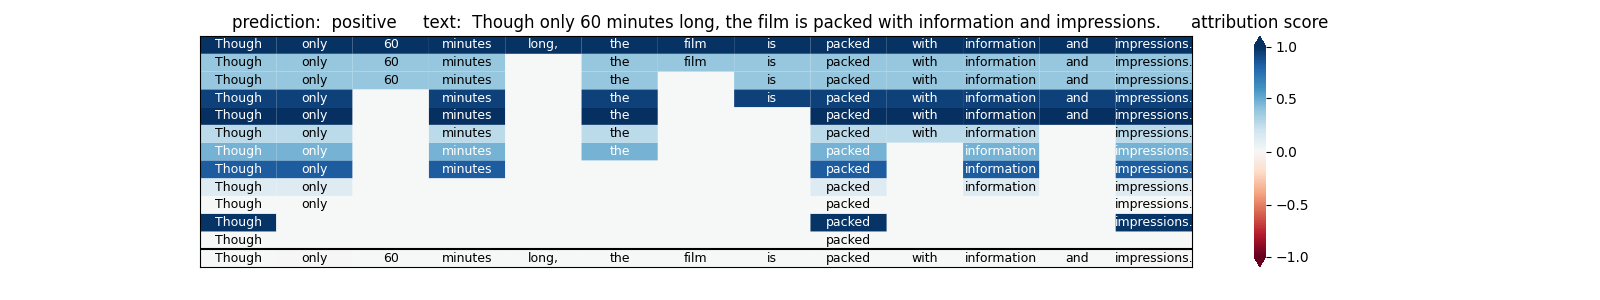 prediction: positive text: Though only 60 minutes long, the film is packed with information and impressions. attribution score
Though only 60 minutes long, the film is packed with information and impressions. 1.0
Though only 60 minutes the film is packed with information and impressions.
Though only 60 minutes the is packed with information and impressions.
Though only minutes the is packed with information and impressions. 0.5
Though only minutes the packed with information and impressions.
Though only minutes the packed with information impressions.
Though only minutes the packed information impressions. 0.0
Though only minutes packed information impressions.
Though only packed information impressions.
Though only packed impressions. −0.5
Though packed impressions.
Though packed
Though only 60 minutes long, the film is packed with information and impressions. −1.0